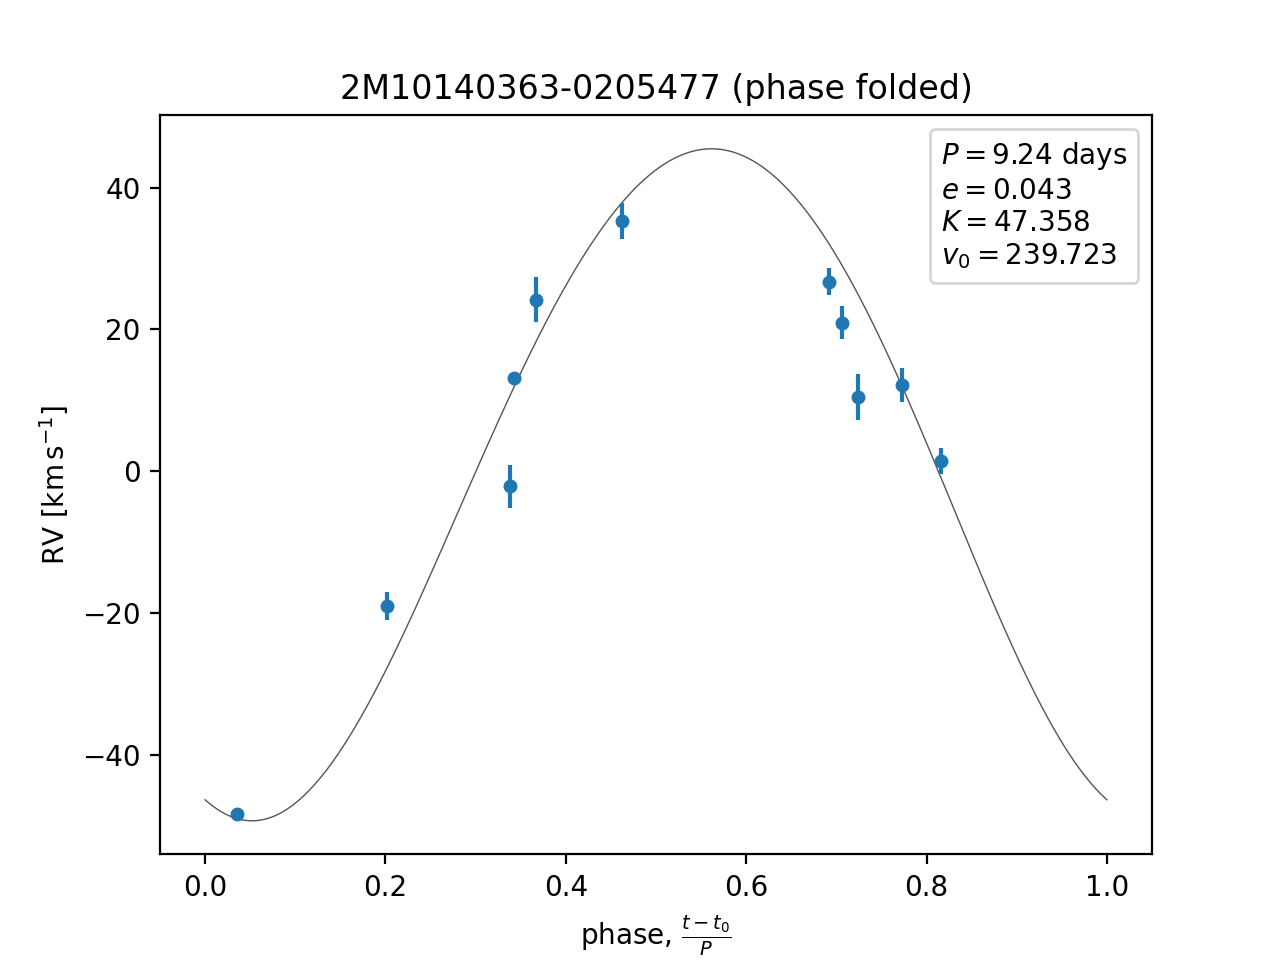 2M10140363-0205477 (phase folded)
P = 9.24 days
e = 0.043
K = 47.358
v₀ = 239.723
RV [km s⁻¹]
40
20
0
−20
−40
0.0 0.2 0.4 0.6 0.8 1.0
phase, (t − t₀)/P